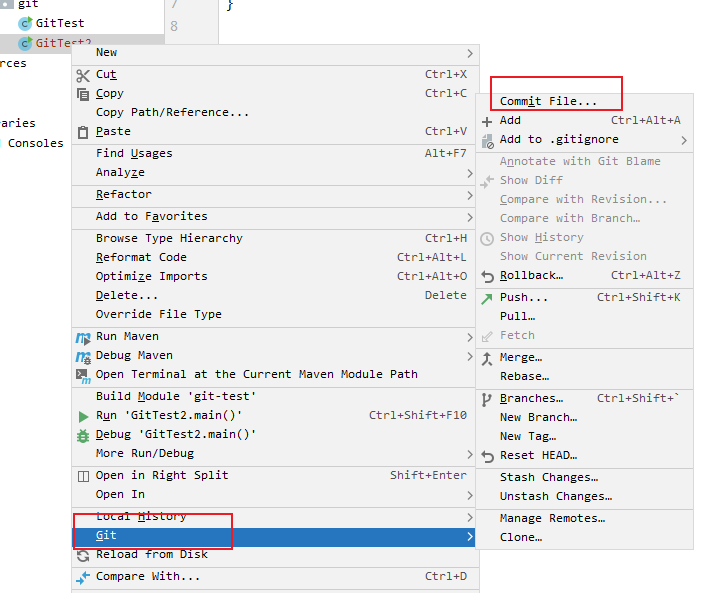 git
GitTest
GitTest2
rces
aries
Consoles
7 }
8
New
Cut Ctrl+X
Copy Ctrl+C
Copy Path/Reference...
Paste Ctrl+V
Find Usages Alt+F7
Analyze
Refactor
Add to Favorites
Browse Type Hierarchy Ctrl+H
Reformat Code Ctrl+Alt+L
Optimize Imports Ctrl+Alt+O
Delete... Delete
Override File Type
Run Maven
Debug Maven
Open Terminal at the Current Maven Module Path
Build Module 'git-test'
Run 'GitTest2.main()' Ctrl+Shift+F10
Debug 'GitTest2.main()'
More Run/Debug
Open in Right Split Shift+Enter
Open In
Local History
Git
Reload from Disk
Compare With... Ctrl+D
Commit File...
Add Ctrl+Alt+A
Add to .gitignore
Annotate with Git Blame
Show Diff
Compare with Revision...
Compare with Branch…
Show History
Show Current Revision
Rollback… Ctrl+Alt+Z
Push... Ctrl+Shift+K
Pull…
Fetch
Merge…
Rebase…
Branches… Ctrl+Shift+`
New Branch…
New Tag…
Reset HEAD…
Stash Changes…
Unstash Changes…
Manage Remotes…
Clone…